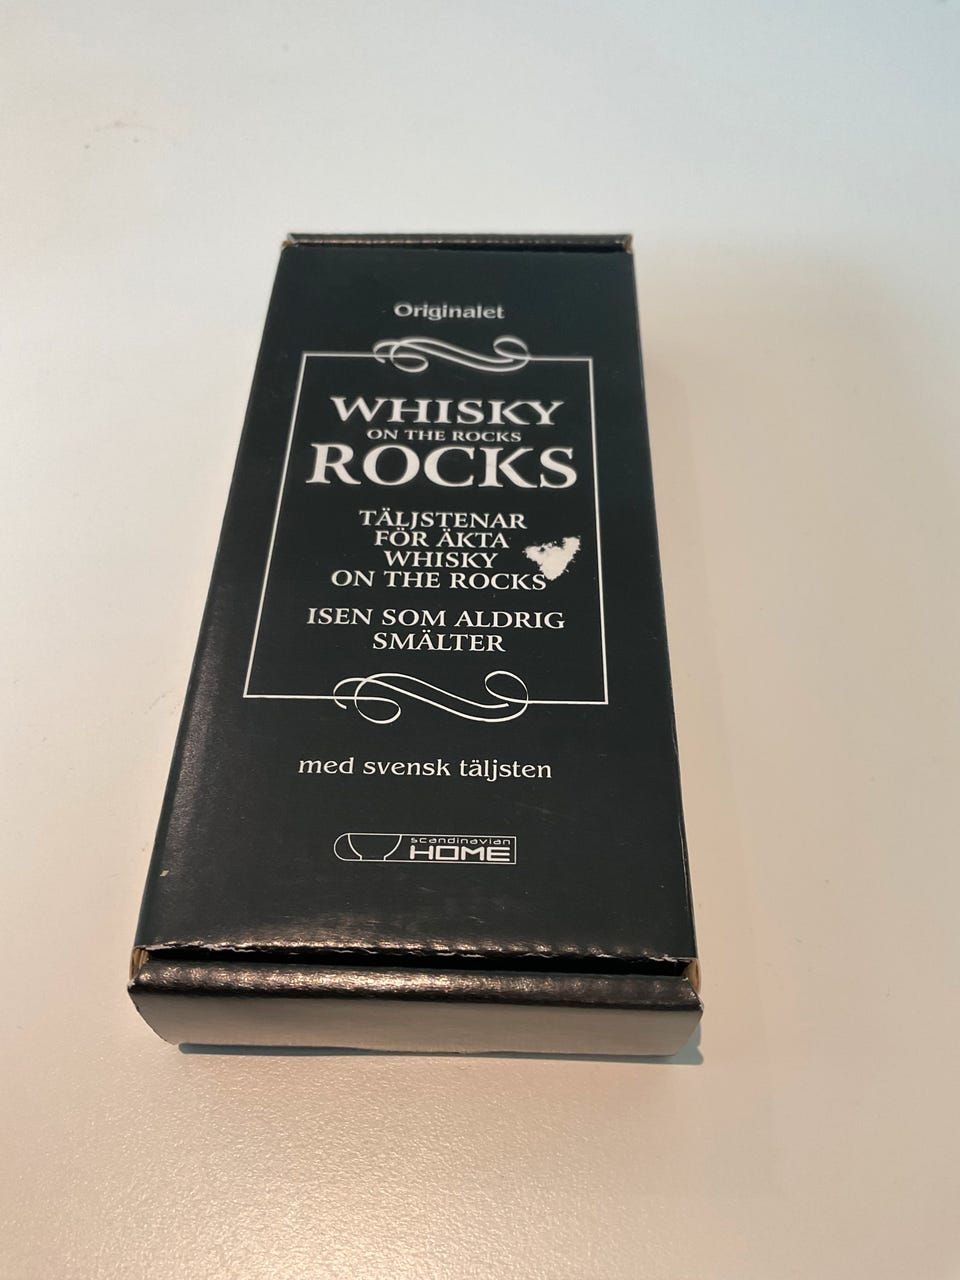 Originalet
WHISKY
ON THE ROCKS
ROCKS
TÄLJSTENAR
FÖR ÄKTA
WHISKY
ON THE ROCKS
ISEN SOM ALDRIG
SMÄLTER
med svensk täljsten
scandinavian
HOME